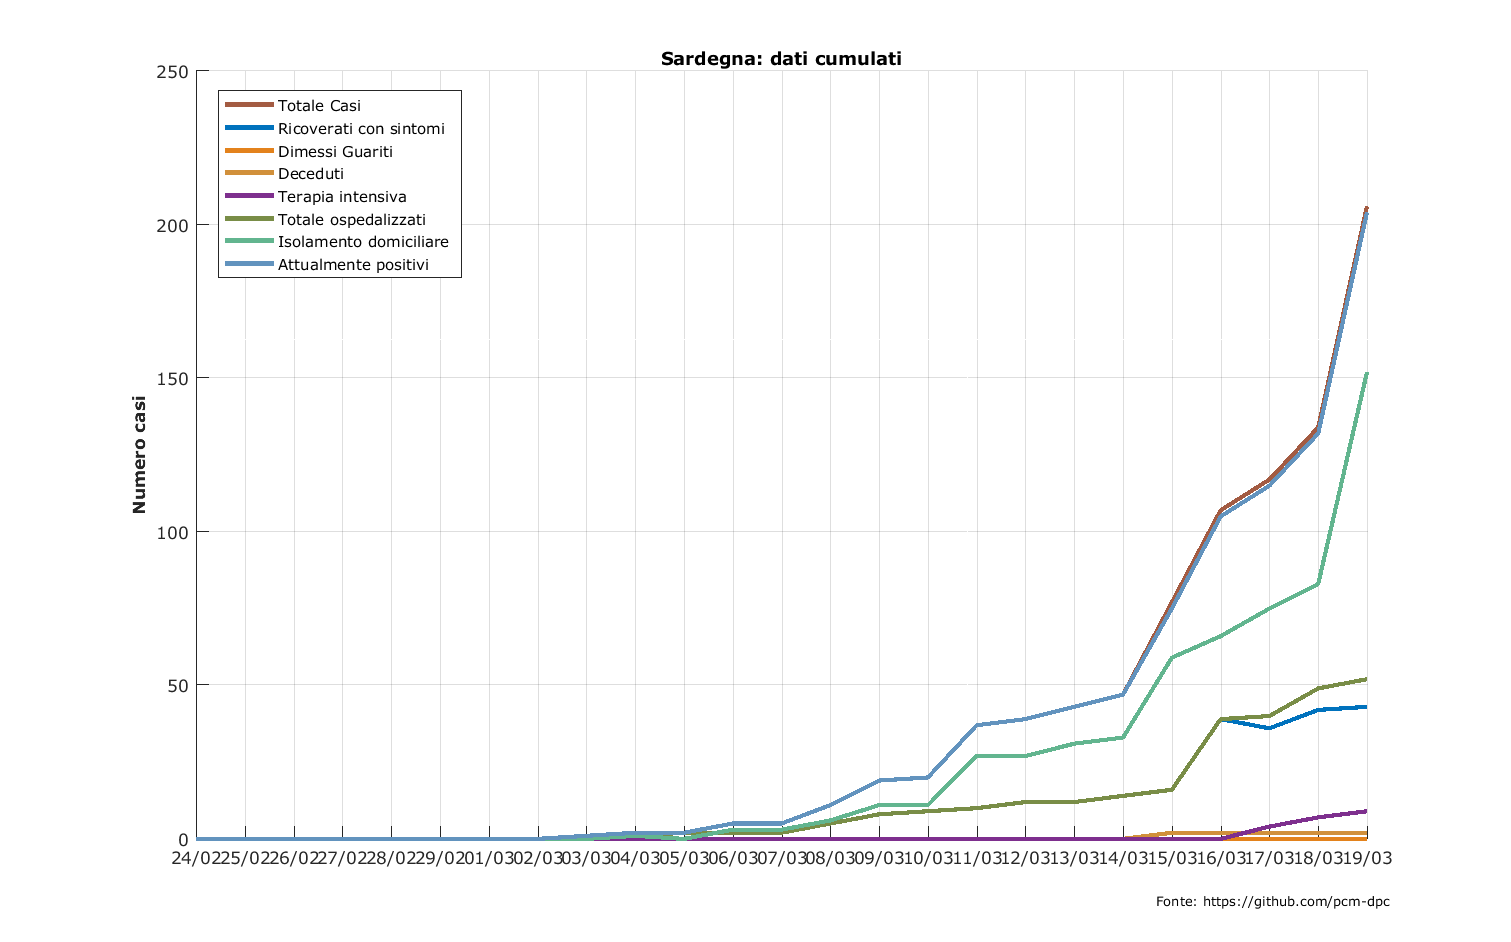 Sardegna: dati cumulati
250
200
150
100
50
0
Numero casi
Totale Casi
Ricoverati con sintomi
Dimessi Guariti
Deceduti
Terapia intensiva
Totale ospedalizzati
Isolamento domiciliare
Attualmente positivi
24/02 25/02 26/02 27/02 28/02 29/02 01/03 02/03 03/03 04/03 05/03 06/03 07/03 08/03 09/03 10/03 11/03 12/03 13/03 14/03 15/03 16/03 17/03 18/03 19/03
Fonte: https://github.com/pcm-dpc